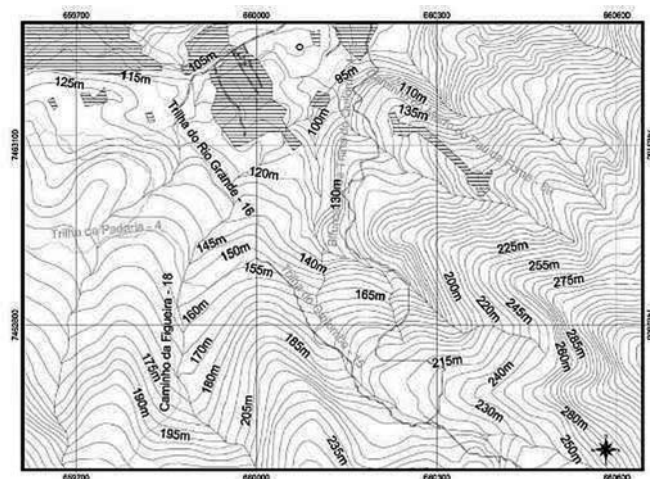 659700
660000
660300
660600
105m
125m
115m
95m
110m
135m
100m
7463100
Trilha do Rio Grande - 16
120m
130m
Trilha da Padaria - 4
145m
150m
155m
140m
225m
255m
275m
165m
200m
220m
245m
285m
260m
7462800
160m
170m
180m
Caminho da Figueira - 18
175m
190m
195m
205m
185m
235m
215m
240m
230m
280m
250m
659700
660000
660300
660600